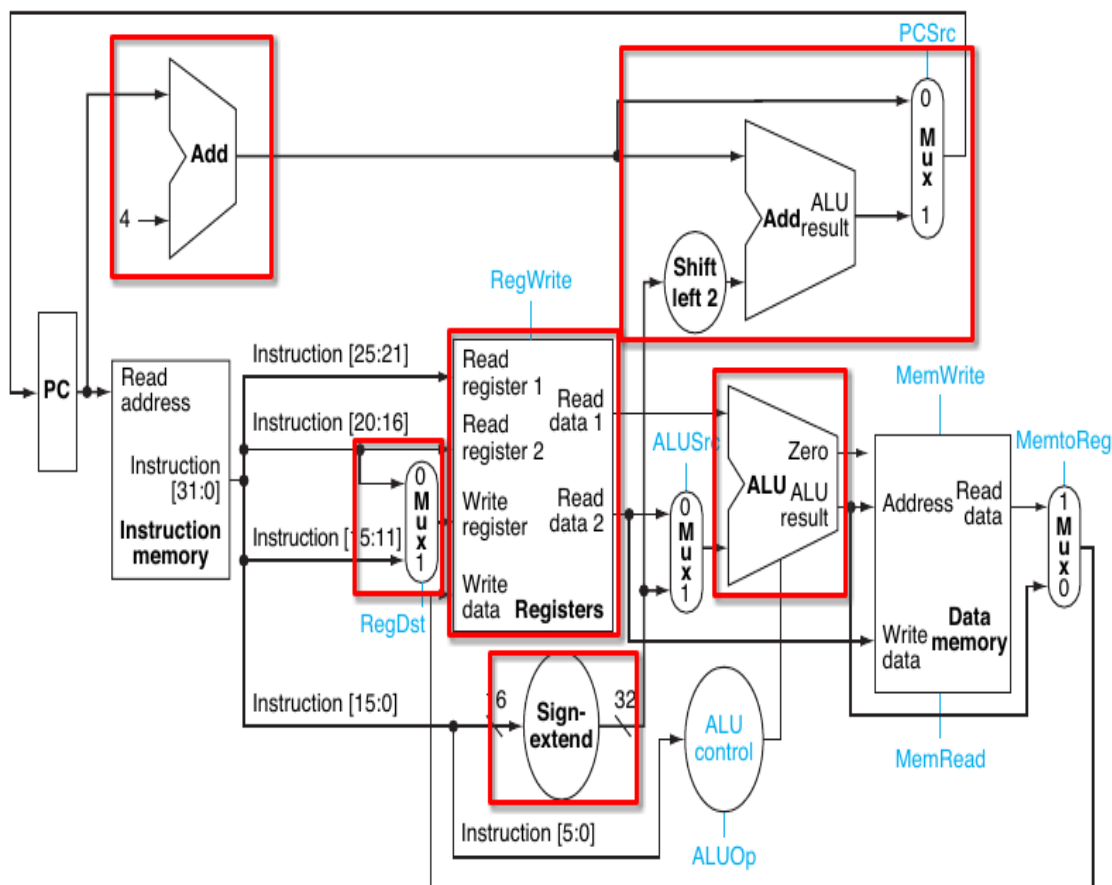 PCSrc
0
M
u
x
1
Add
4
Add
ALU
result
Shift
left 2
RegWrite
PC
Read
address
Instruction
[31:0]
Instruction
memory
Instruction [25:21]
Instruction [20:16]
Instruction [15:11]
0
M
u
x
1
RegDst
Read
register 1
Read
register 2
Write
register
Write
data
Read
data 1
Read
data 2
Registers
ALUSrc
0
M
u
x
1
Zero
ALU
ALU
result
MemWrite
Address
Read
data
Write
data
Data
memory
MemRead
MemtoReg
1
M
u
x
0
Instruction [15:0]
16
Sign-
extend
32
ALU
control
Instruction [5:0]
ALUOp